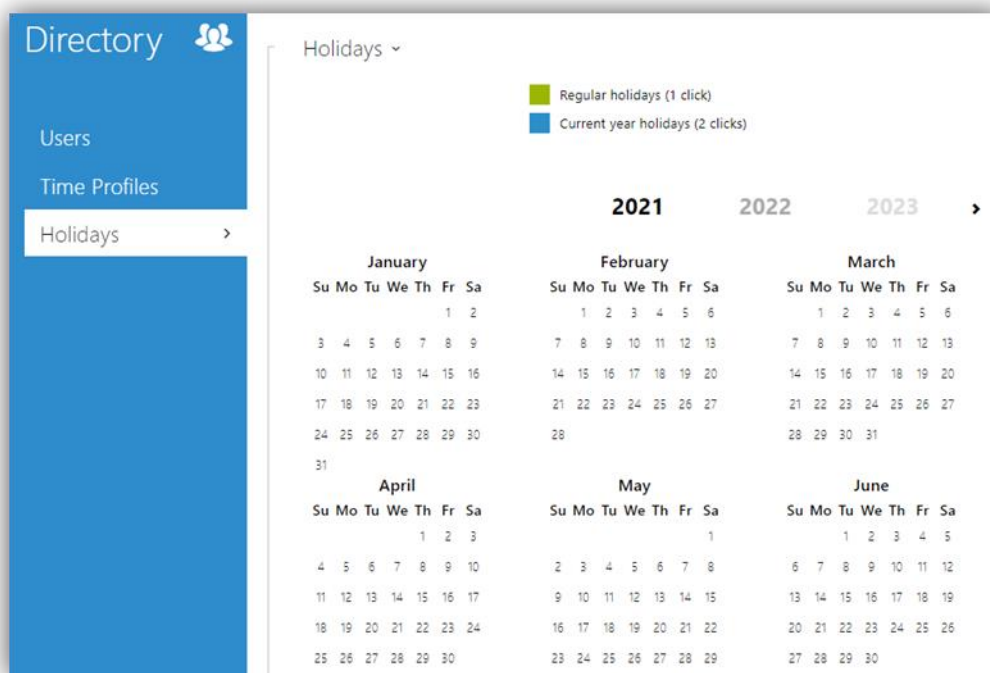 Directory
Users
Time Profiles
Holidays
Holidays
Regular holidays (1 click)
Current year holidays (2 clicks)
2021 2022 2023
January February March
Su Mo Tu We Th Fr Sa Su Mo Tu We Th Fr Sa Su Mo Tu We Th Fr Sa
1 2 1 2 3 4 5 6 1 2 3 4 5 6
3 4 5 6 7 8 9 7 8 9 10 11 12 13 7 8 9 10 11 12 13
10 11 12 13 14 15 16 14 15 16 17 18 19 20 14 15 16 17 18 19 20
17 18 19 20 21 22 23 21 22 23 24 25 26 27 21 22 23 24 25 26 27
24 25 26 27 28 29 30 28 28 29 30 31
31
April May June
Su Mo Tu We Th Fr Sa Su Mo Tu We Th Fr Sa Su Mo Tu We Th Fr Sa
1 2 3 1 1 2 3 4 5
4 5 6 7 8 9 10 2 3 4 5 6 7 8 6 7 8 9 10 11 12
11 12 13 14 15 16 17 9 10 11 12 13 14 15 13 14 15 16 17 18 19
18 19 20 21 22 23 24 16 17 18 19 20 21 22 20 21 22 23 24 25 26
25 26 27 28 29 30 23 24 25 26 27 28 29 27 28 29 30